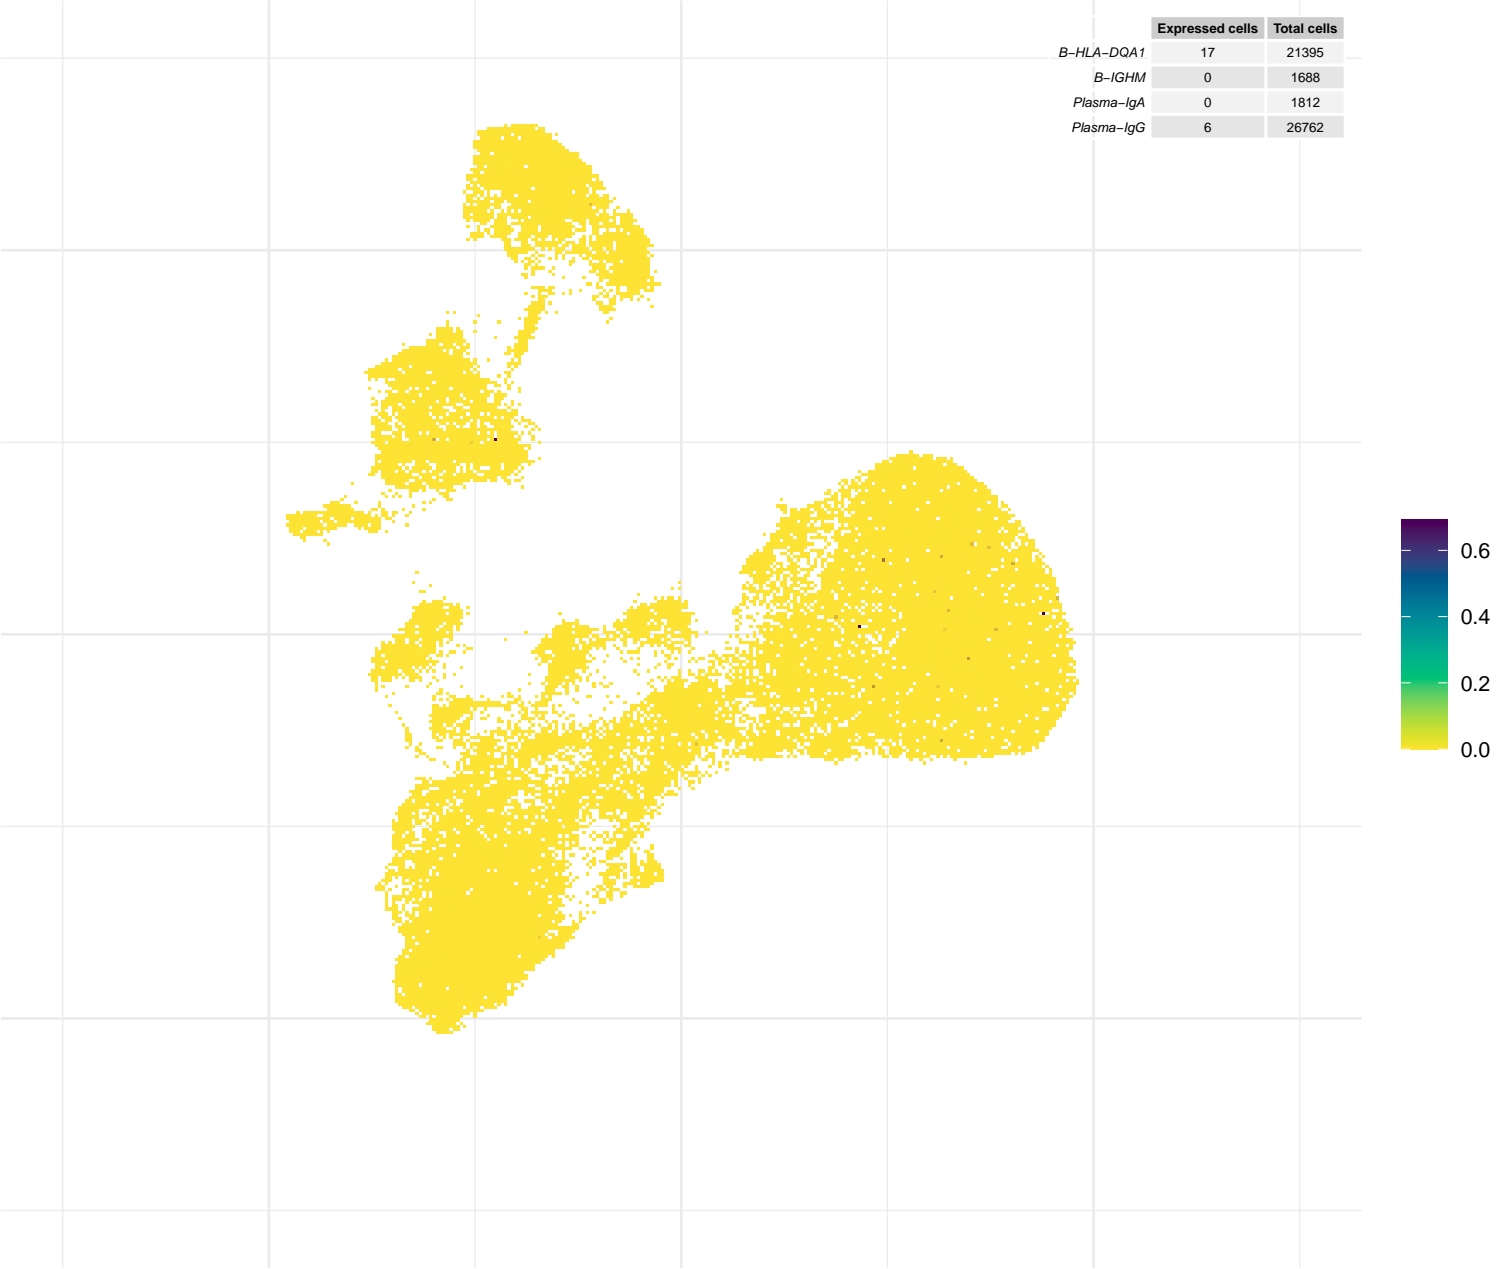 Expressed cells Total cells
B−HLA−DQA1 17 21395
B−IGHM 0 1688
Plasma−IgA 0 1812
Plasma−IgG 6 26762
0.6
0.4
0.2
0.0